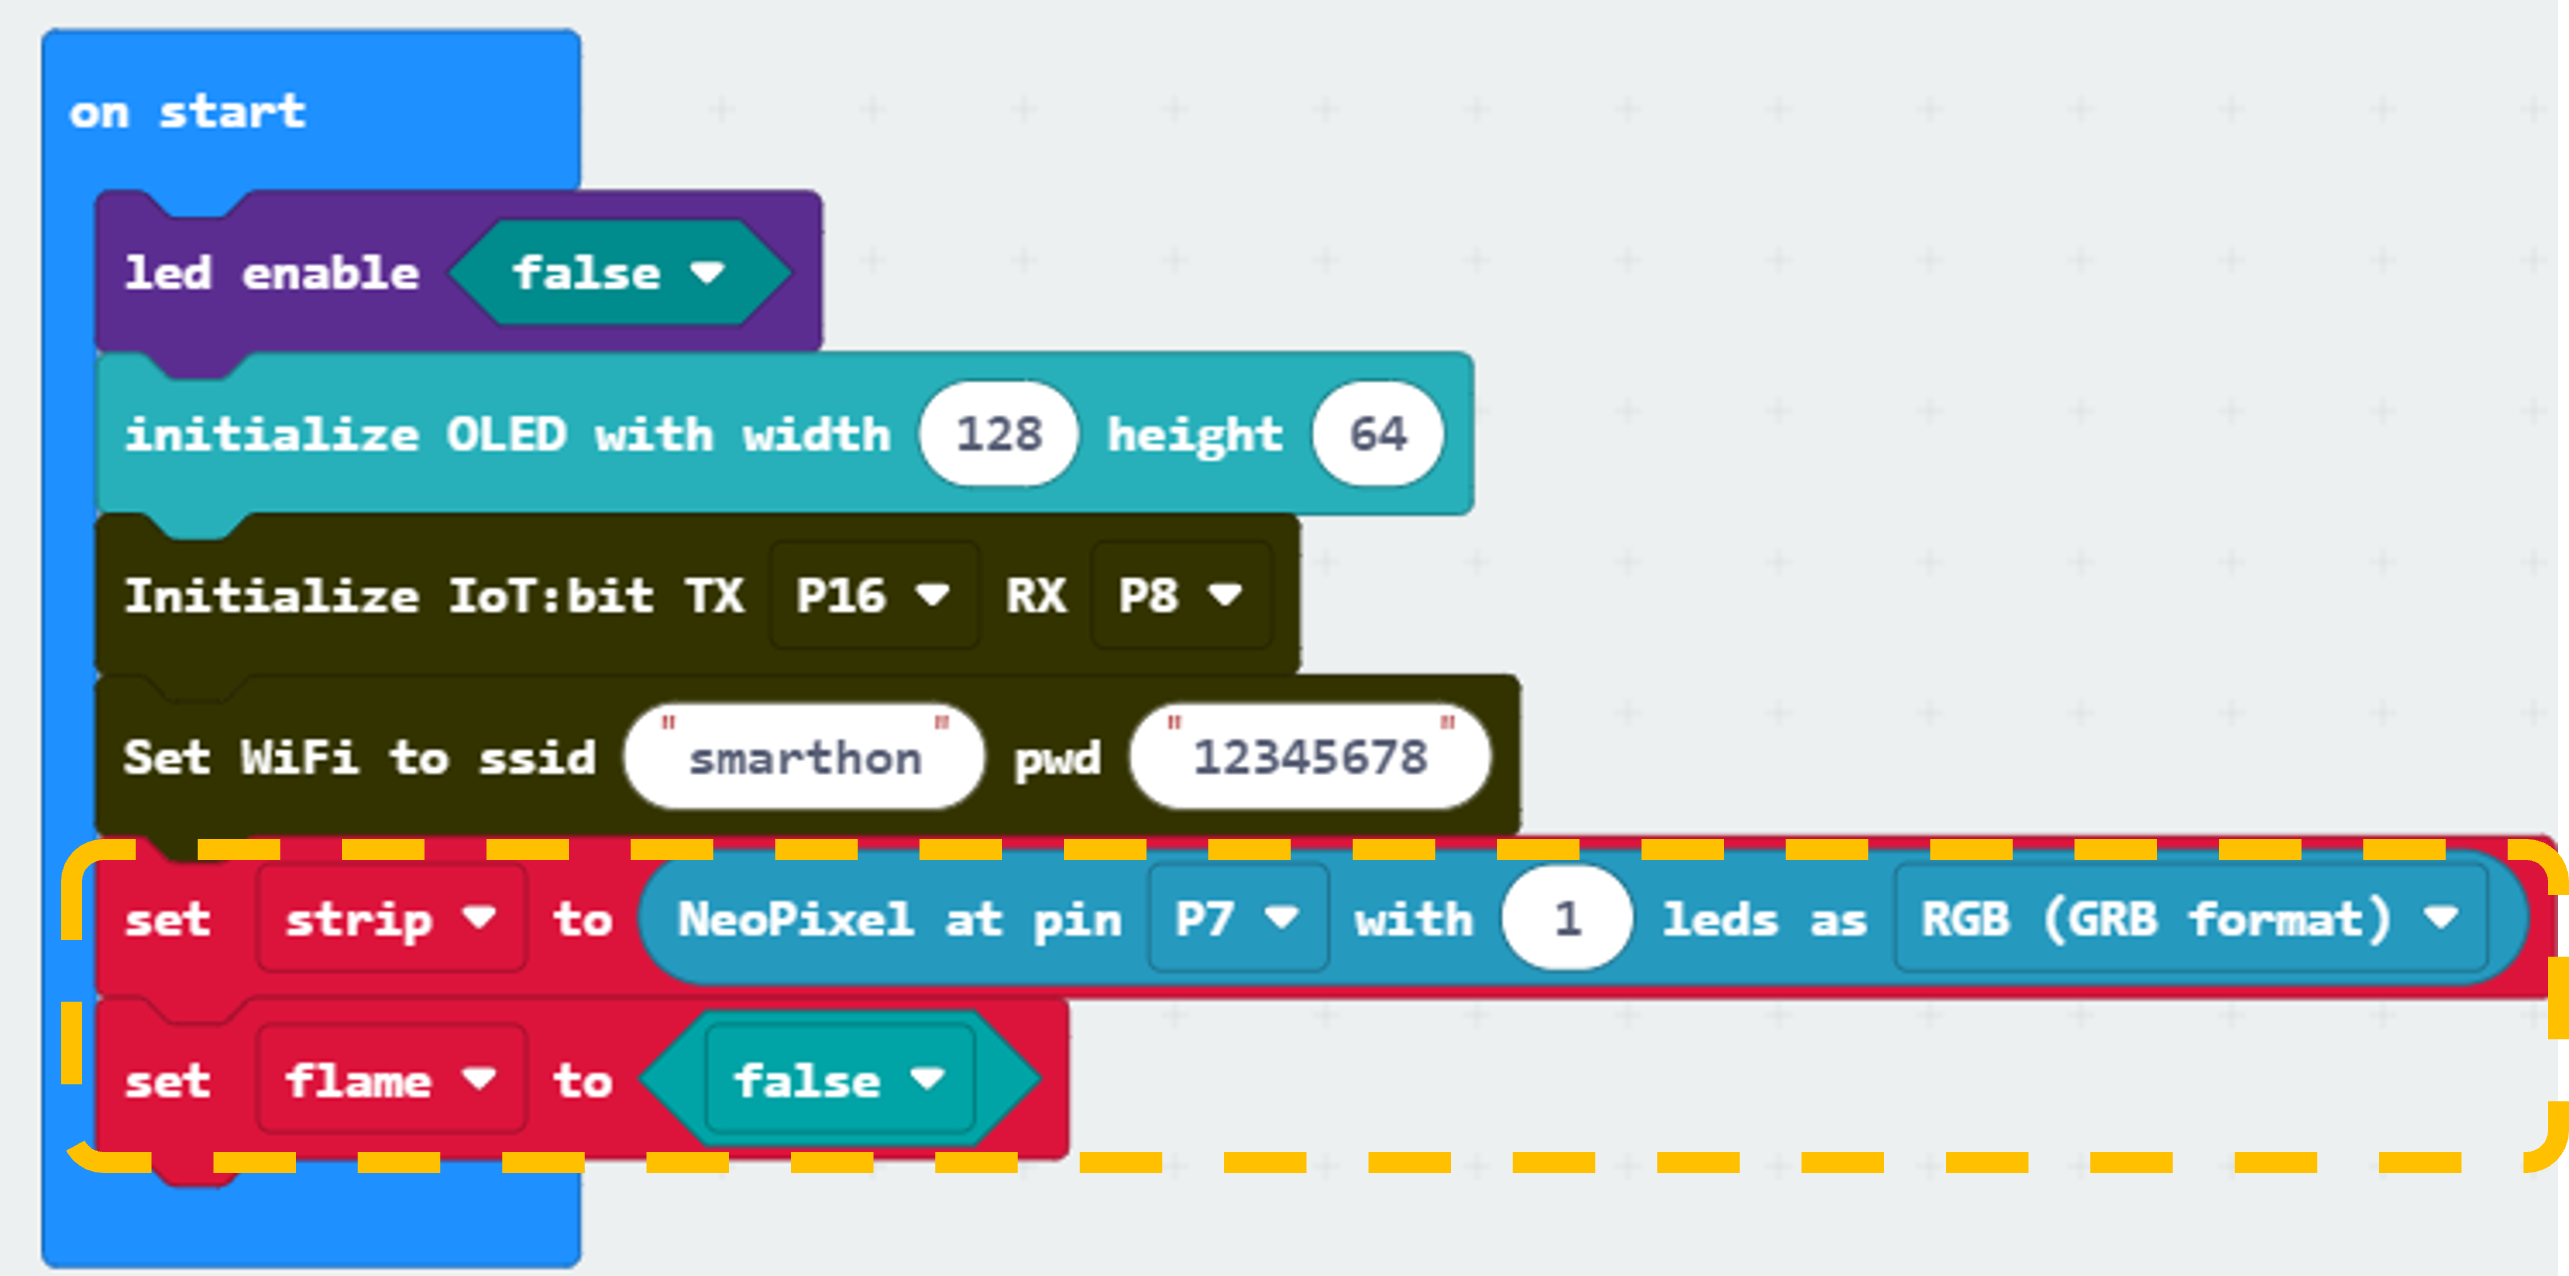 on start
led enable false
initialize OLED with width 128 height 64
Initialize IoT:bit TX P16 RX P8
Set WiFi to ssid "smarthon" pwd "12345678"
set strip to NeoPixel at pin P7 with 1 leds as RGB (GRB format)
set flame to false